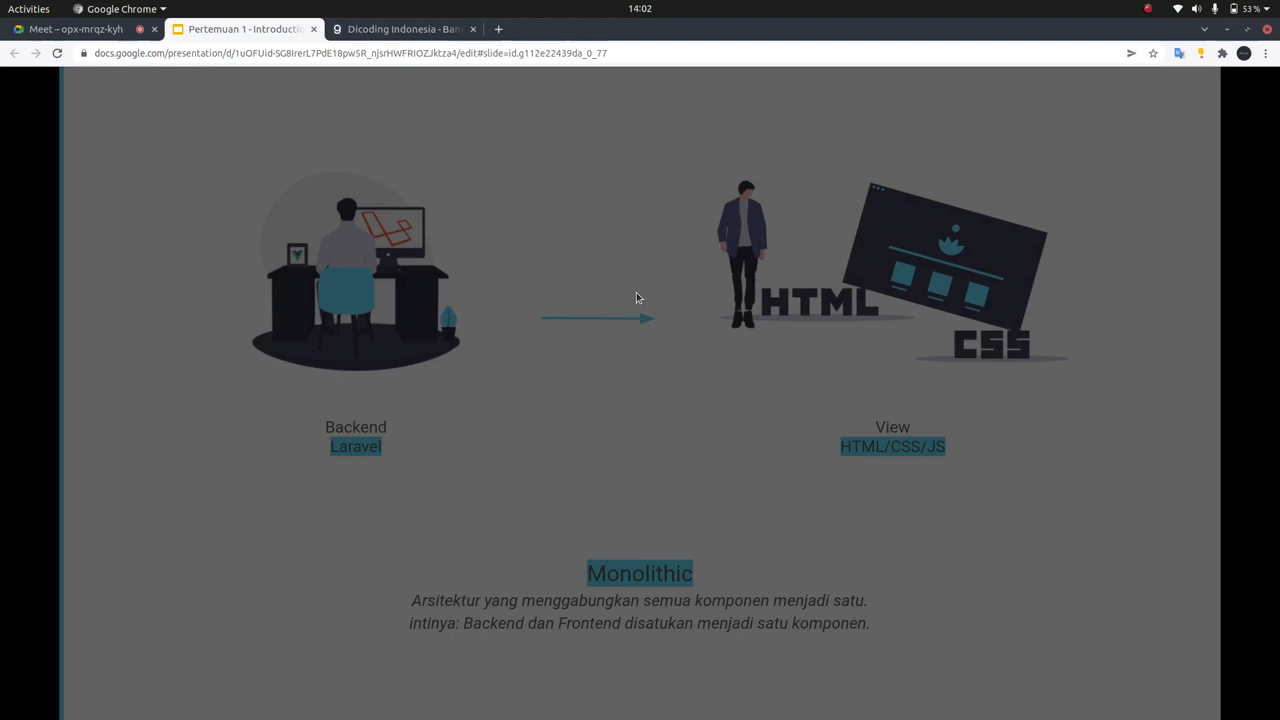 Activities
Google Chrome
14:02
53 %
Meet – opx-mrqz-kyh
Pertemuan 1 - Introductio
Dicoding Indonesia - Ban
docs.google.com/presentation/d/1uOFUid-SG8IrerL7PdE18pw5R_njsrHWFRIOZJktza4/edit#slide=id.g112e22439da_0_77
HTML
CSS
Backend
Laravel
View
HTML/CSS/JS
Monolithic
Arsitektur yang menggabungkan semua komponen menjadi satu.
intinya: Backend dan Frontend disatukan menjadi satu komponen.